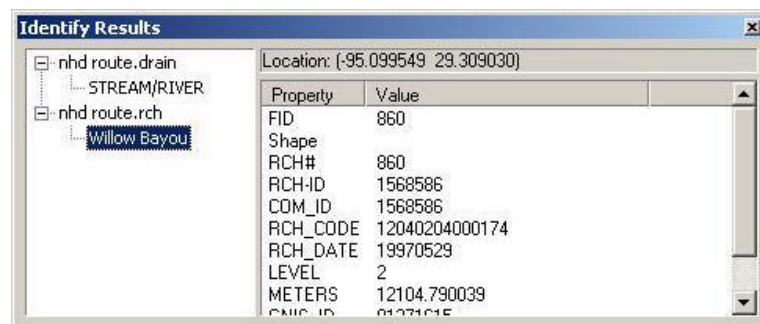 Identify Results
nhd route.drain
STREAM/RIVER
nhd route.rch
Willow Bayou
Location: (-95.099549 29.309030)
Property Value
FID 860
Shape
RCH# 860
RCH-ID 1568586
COM_ID 1568586
RCH_CODE 12040204000174
RCH_DATE 19970529
LEVEL 2
METERS 12104.790039